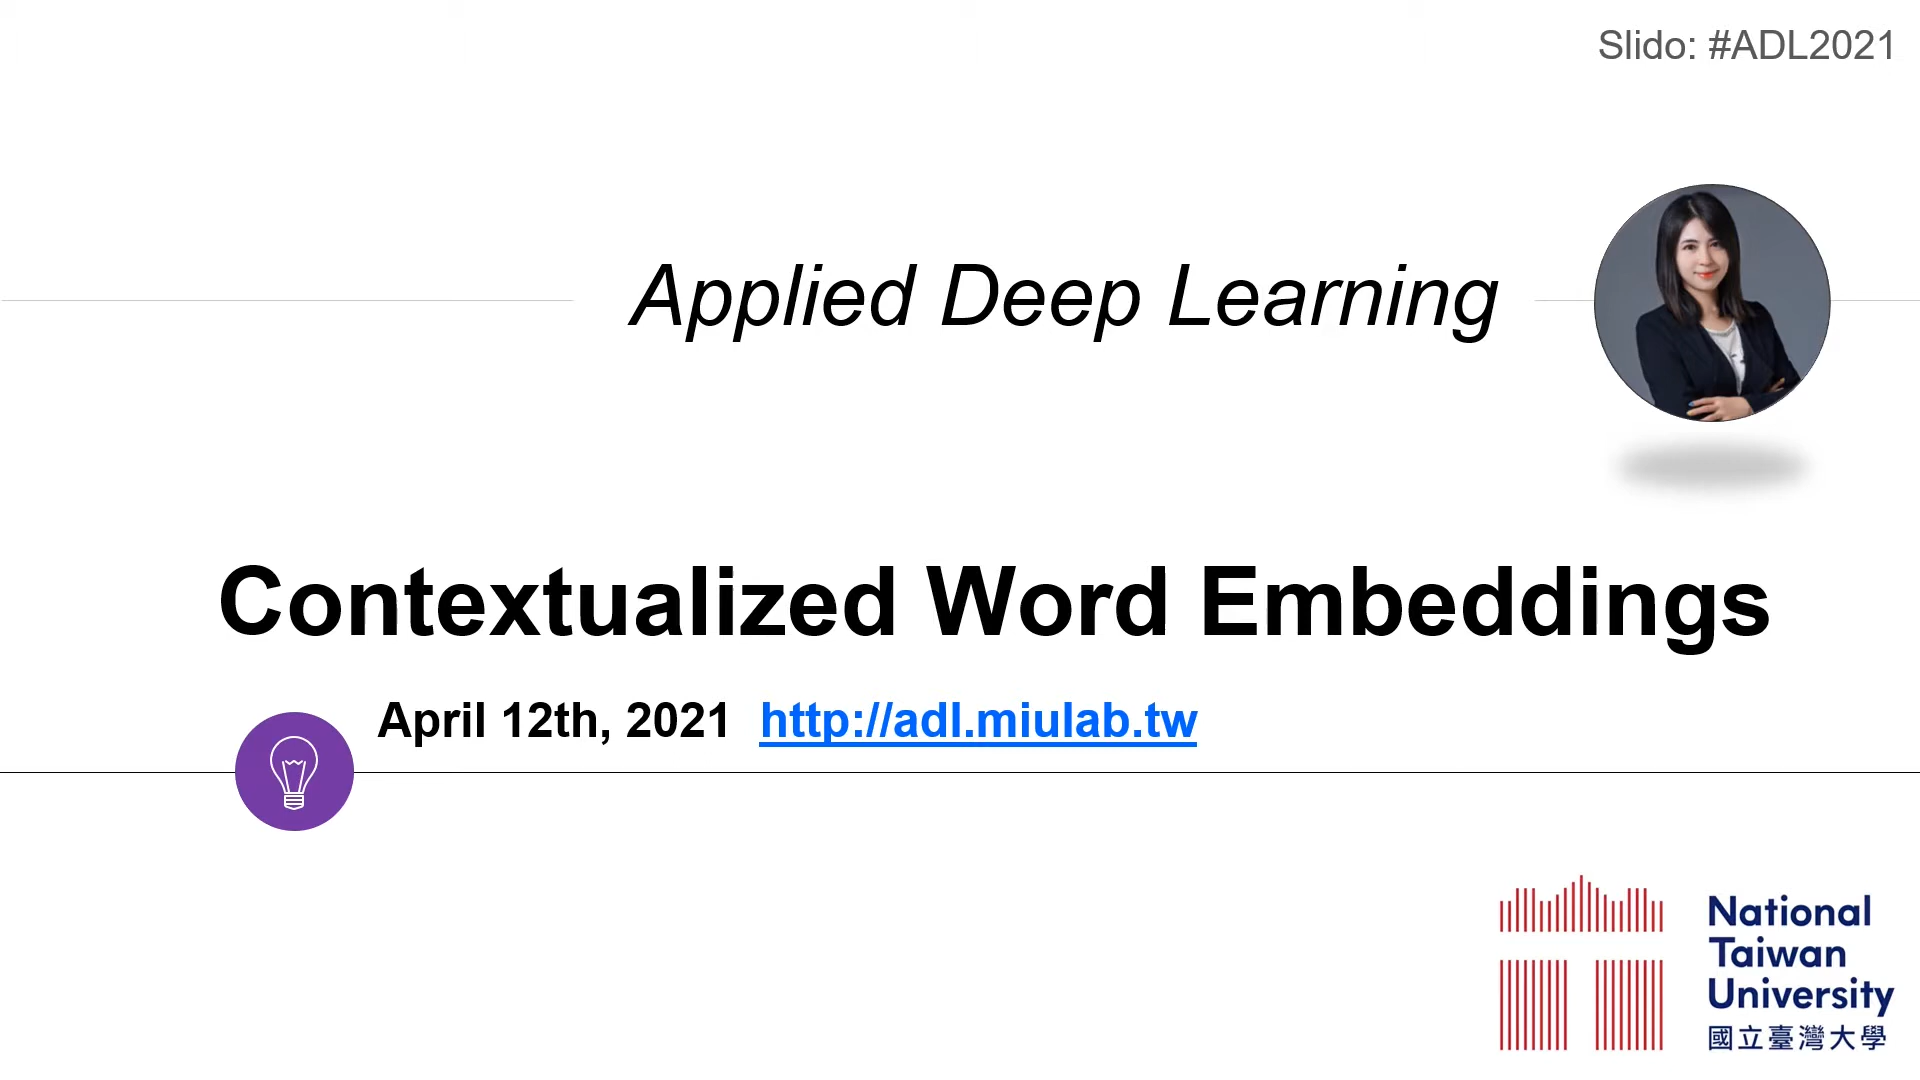 Slido: #ADL2021
Applied Deep Learning
Contextualized Word Embeddings
April 12th, 2021 http://adl.miulab.tw
National
Taiwan
University
國立臺灣大學